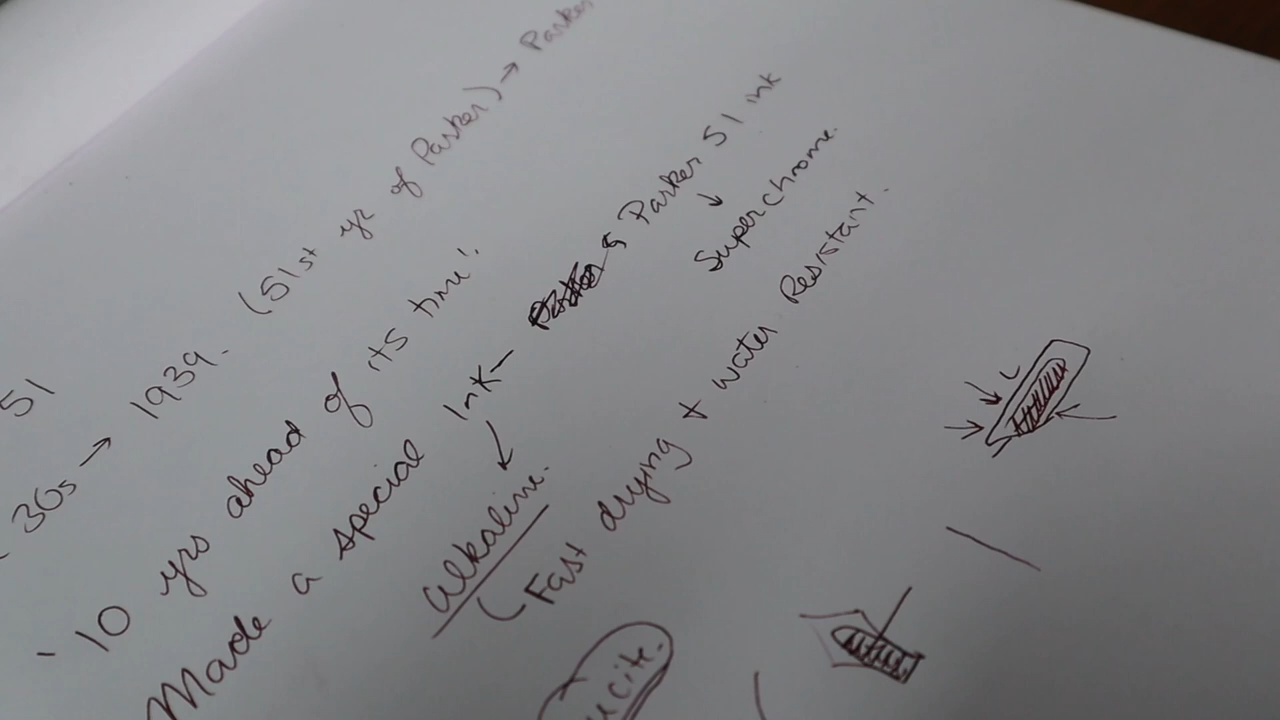 51
30s → 1939. (51st yr of Parker) → Parker
- 10 yrs ahead of its time!
Made a special Ink - Parker 51 ink
↓
Superchrome.
alkaline.
Fast drying + water Resistant.